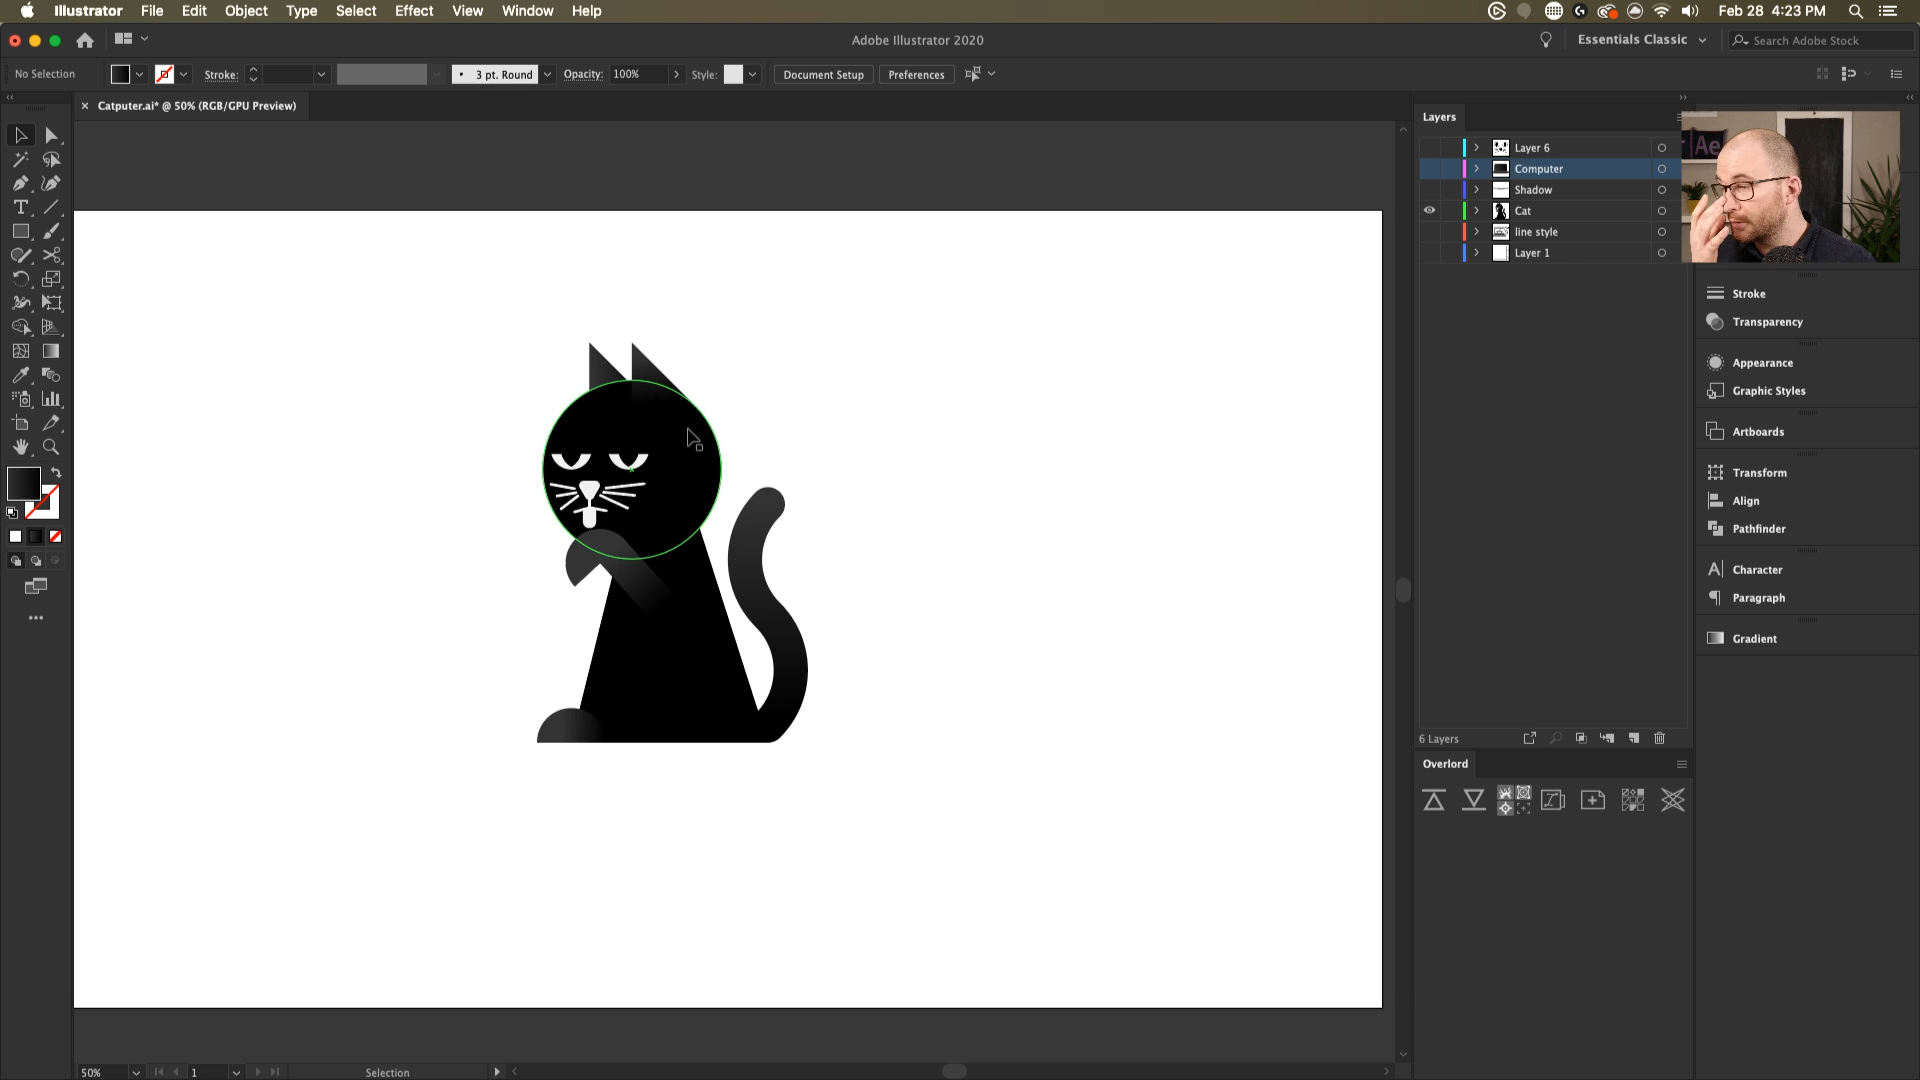 Illustrator File Edit Object Type Select Effect View Window Help
Feb 28 4:23 PM
Adobe Illustrator 2020
Essentials Classic
Search Adobe Stock
No Selection
Stroke:
3 pt. Round
Opacity: 100%
Style:
Document Setup
Preferences
Catputer.ai* @ 50% (RGB/GPU Preview)
Layers
Layer 6
Computer
Shadow
Cat
line style
Layer 1
Ae
Stroke
Transparency
Appearance
Graphic Styles
Artboards
Transform
Align
Pathfinder
Character
Paragraph
Gradient
6 Layers
Overlord
50%
1
Selection